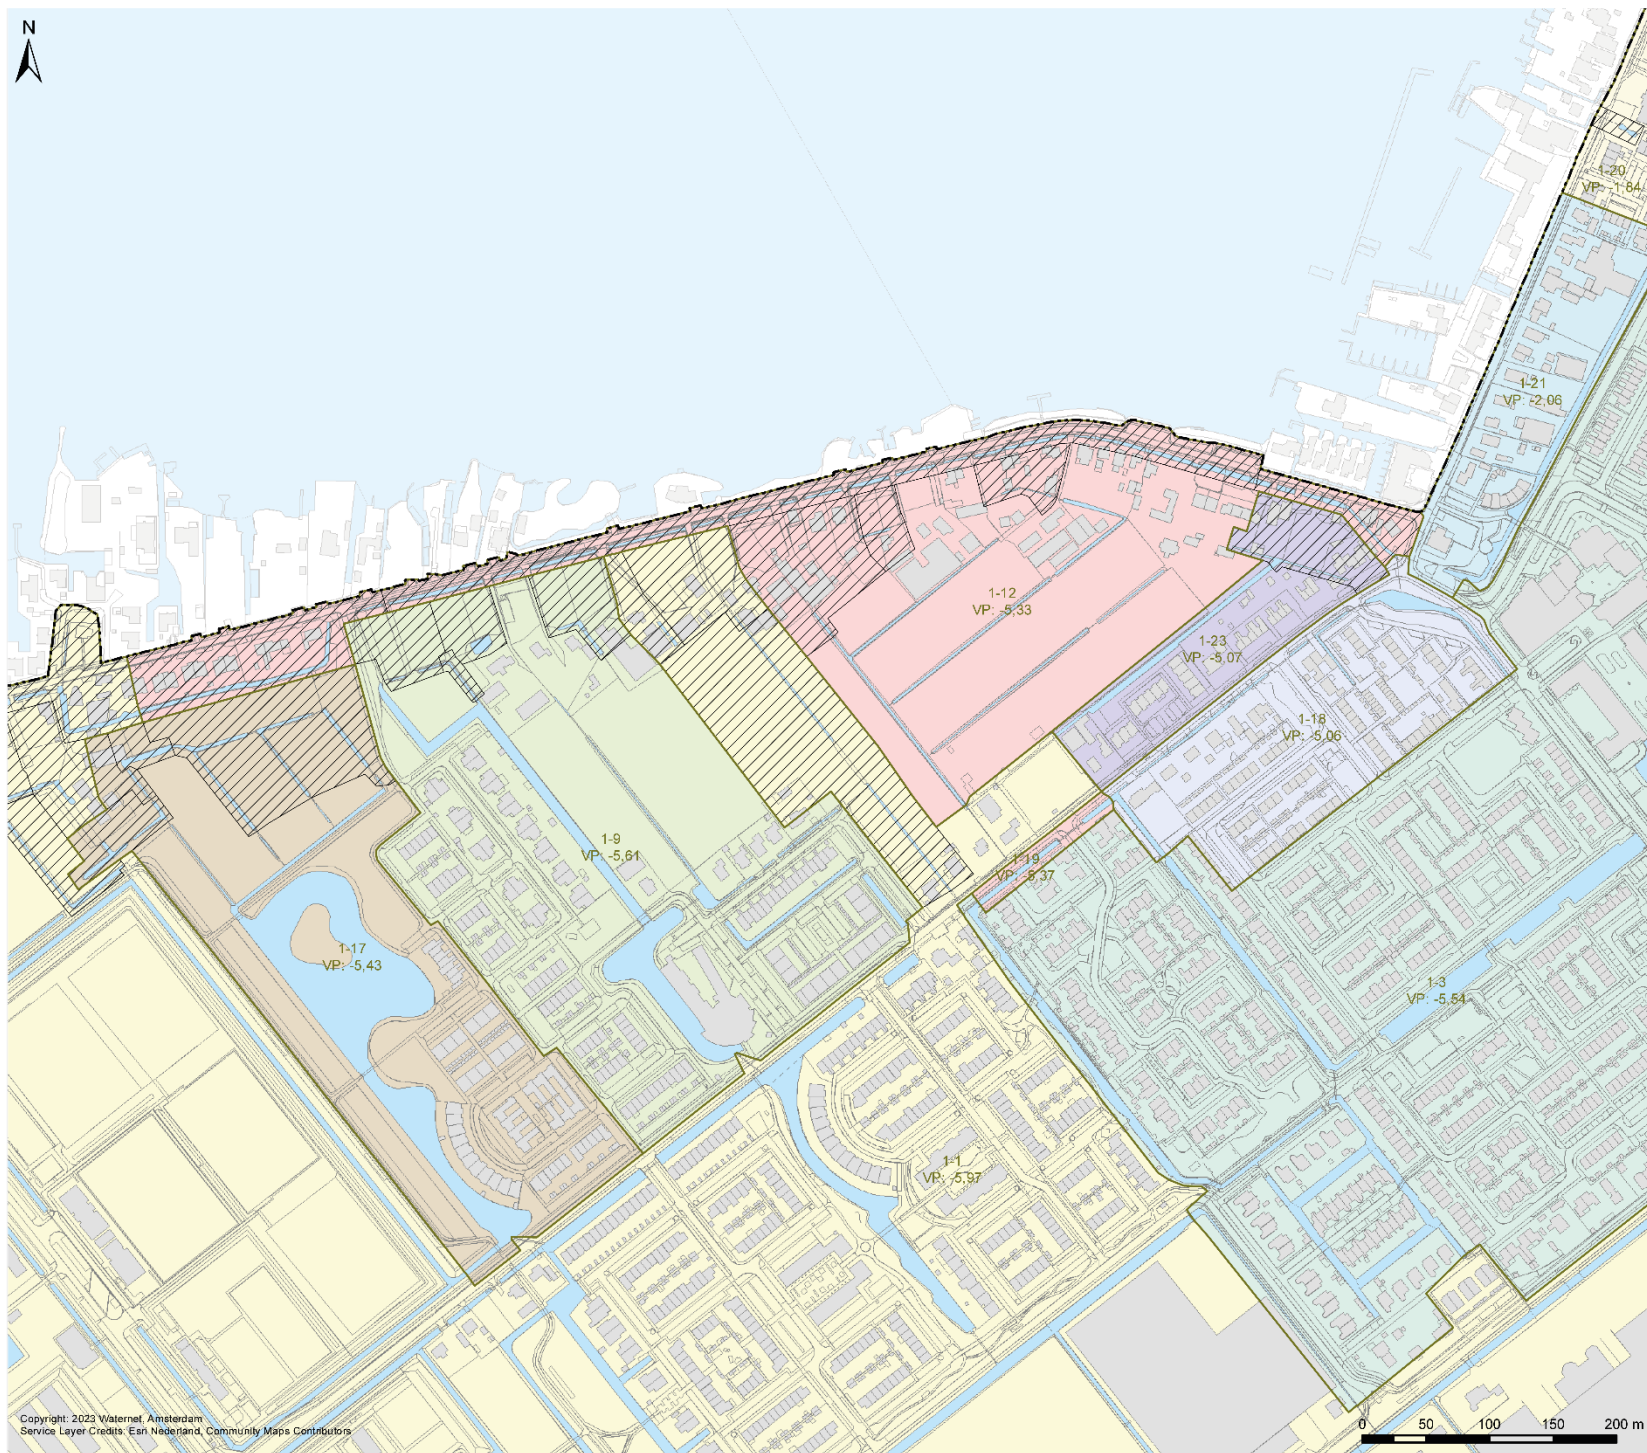 N
1-20
VP: -1,84
1-21
VP: -2,06
1-12
VP: -5,33
1-23
VP: -5,07
1-18
VP: -5,06
1-9
VP: -5,61
1-19
VP: -5,37
1-17
VP: -5,43
1-3
VP: -5,54
1-1
VP: -5,97
Copyright: 2023 Waternet, Amsterdam
Service Layer Credits: Esri Nederland, Community Maps Contributors
0 50 100 150 200 m